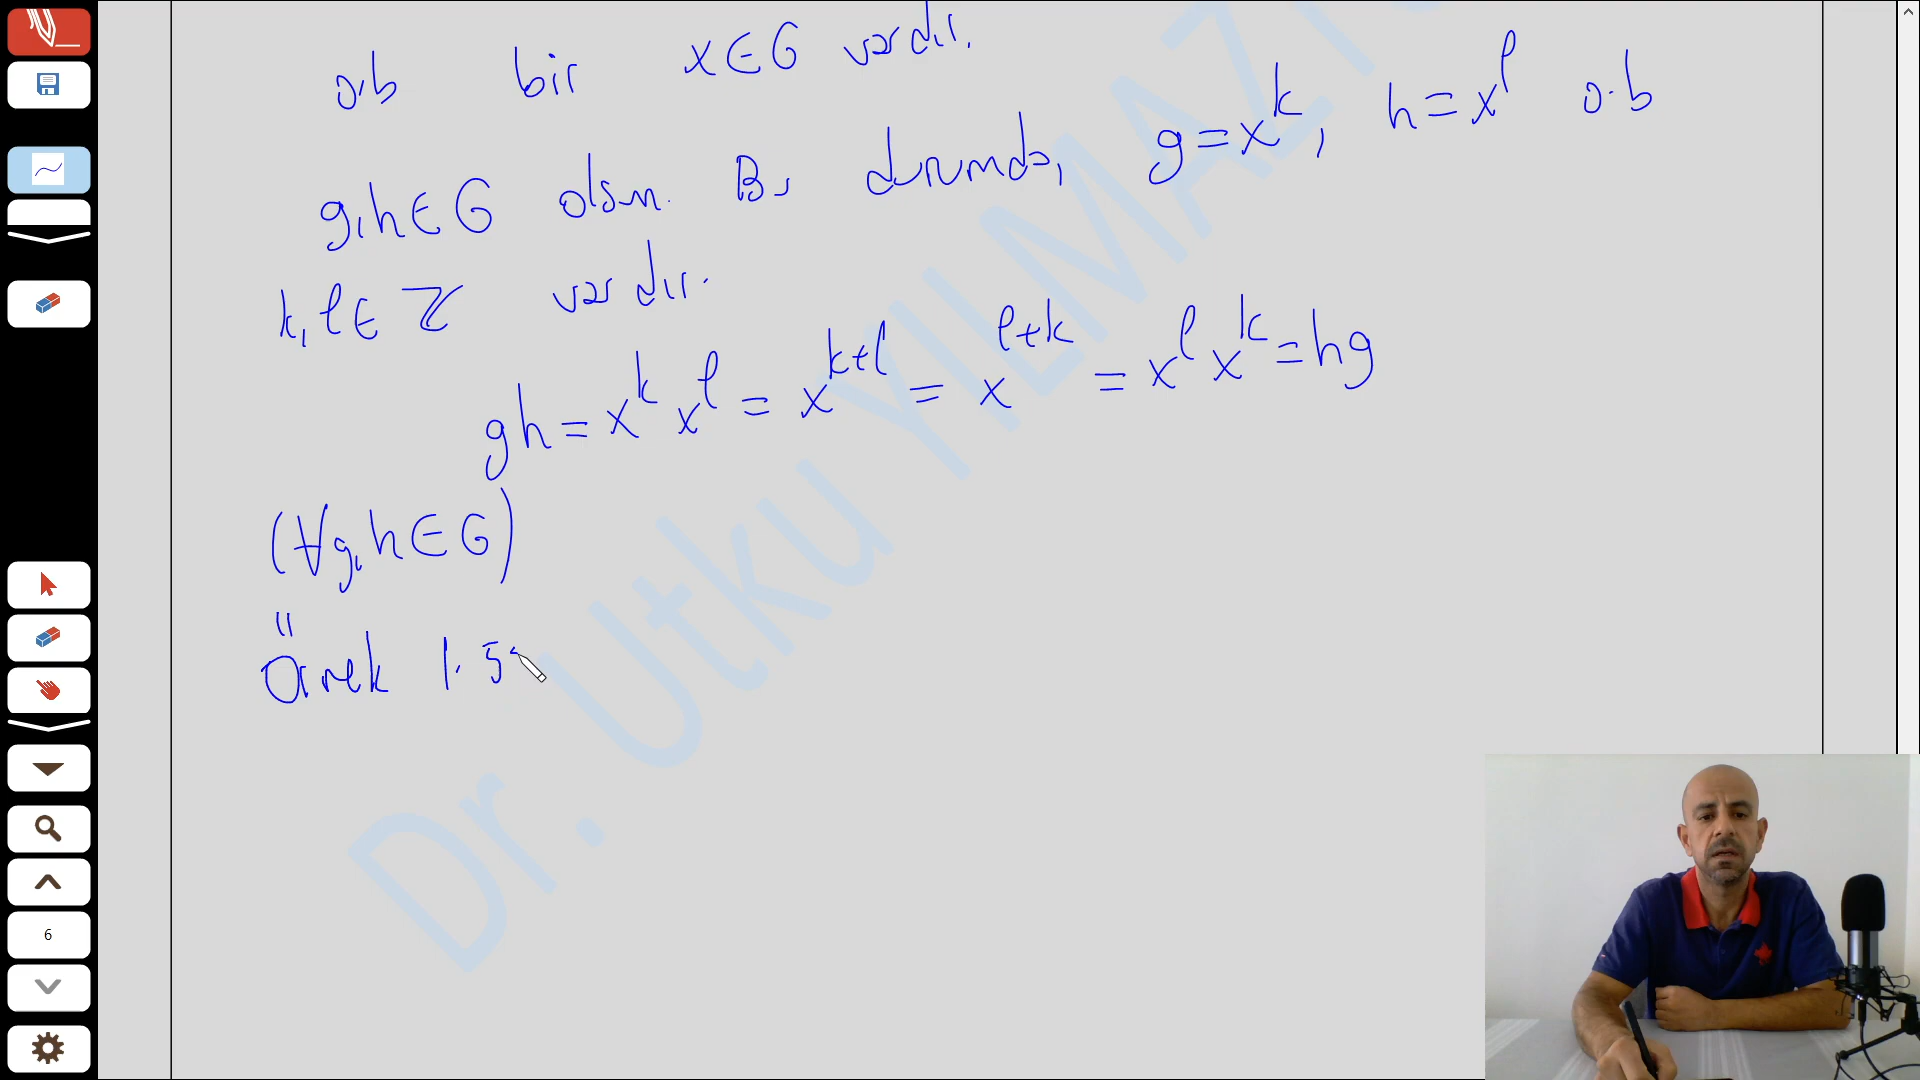 o.b bir x∈G vardır.
g,h∈G olsun. Bu durumda, g=x^k, h=x^l o.b
k,l∈ℤ vardır.
gh=x^k x^l = x^{k+l} = x^{l+k} = x^l x^k = hg
(∀g,h∈G)
Örnek 1.5
Dr. Utku YILMAZ
6